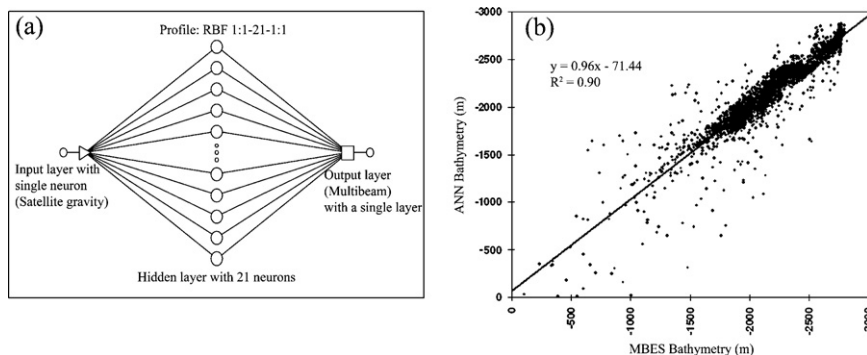 (a)
Profile: RBF 1:1-21-1:1
Input layer with
single neuron
(Satellite gravity)
Output layer
(Multibeam)
with a single layer
Hidden layer with 21 neurons
(b)
y = 0.96x - 71.44
R² = 0.90
ANN Bathymetry (m)
-3000
-2500
-2000
-1500
-1000
-500
0
0
-500
-1000
-1500
-2000
-2500
MBES Bathymetry (m)